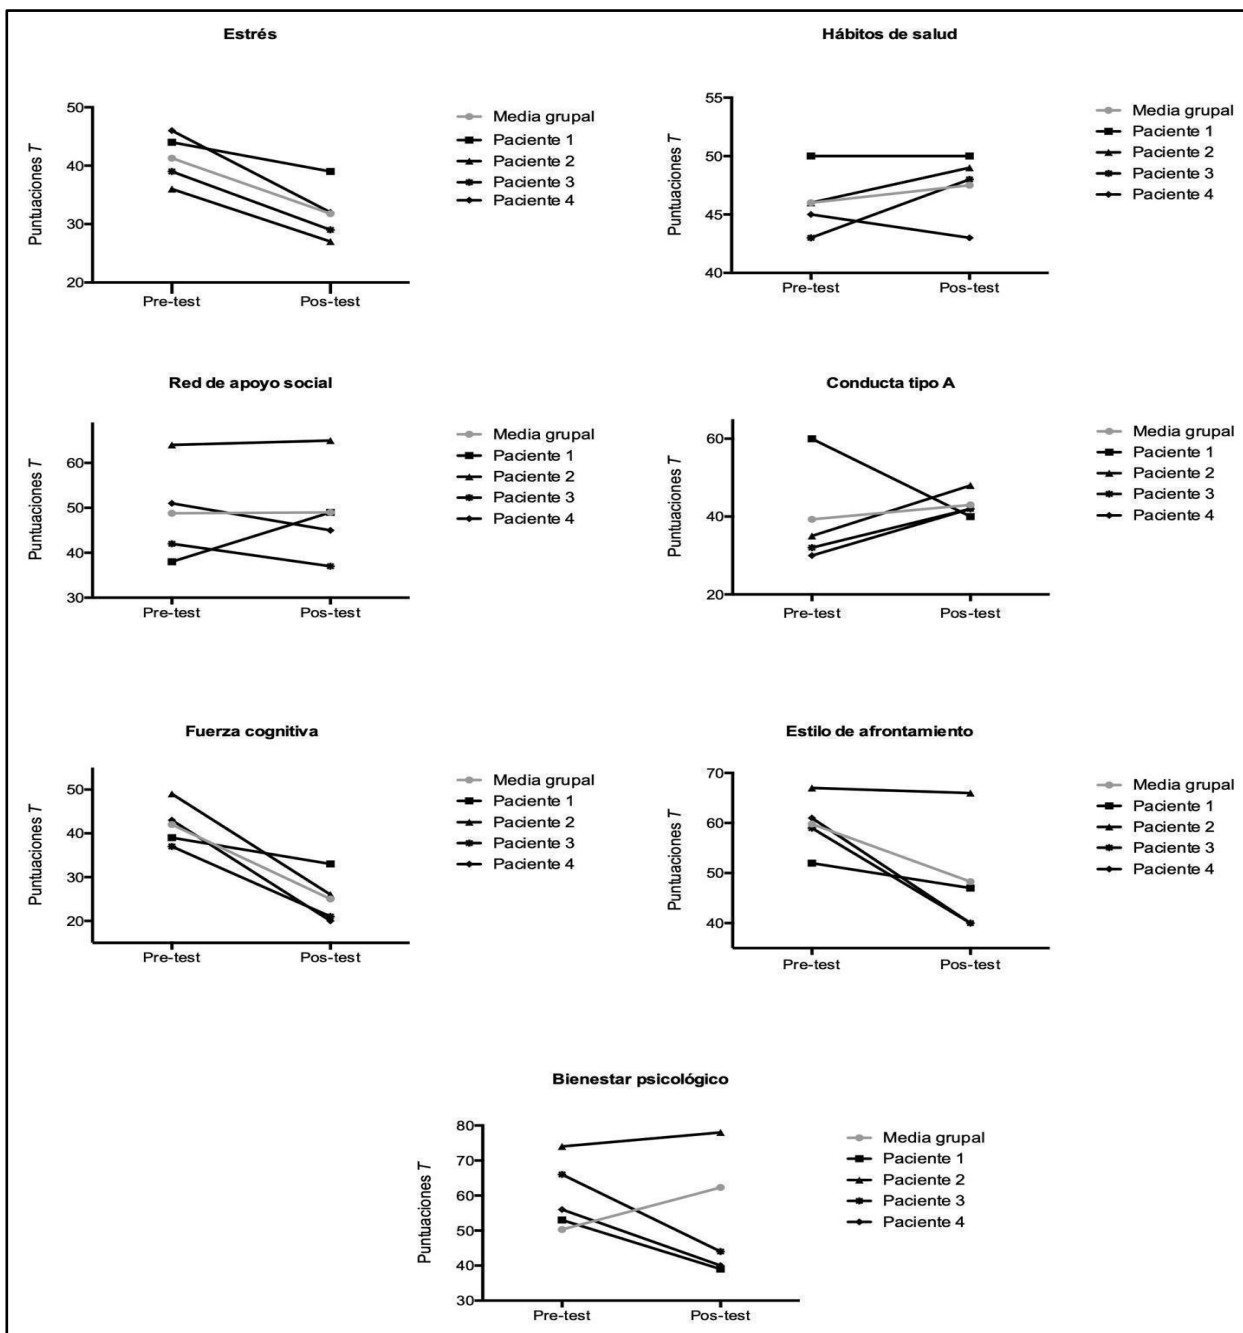 Estrés
Puntuaciones T
50
40
30
20
Pre-test
Pos-test
Media grupal
Paciente 1
Paciente 2
Paciente 3
Paciente 4
Hábitos de salud
Puntuaciones T
55
50
45
40
Pre-test
Pos-test
Media grupal
Paciente 1
Paciente 2
Paciente 3
Paciente 4
Red de apoyo social
Puntuaciones T
60
50
40
30
Pre-test
Pos-test
Media grupal
Paciente 1
Paciente 2
Paciente 3
Paciente 4
Conducta tipo A
Puntuaciones T
60
40
20
Pre-test
Pos-test
Media grupal
Paciente 1
Paciente 2
Paciente 3
Paciente 4
Fuerza cognitiva
Puntuaciones T
50
40
30
20
Pre-test
Pos-test
Media grupal
Paciente 1
Paciente 2
Paciente 3
Paciente 4
Estilo de afrontamiento
Puntuaciones T
70
60
50
40
Pre-test
Pos-test
Media grupal
Paciente 1
Paciente 2
Paciente 3
Paciente 4
Bienestar psicológico
Puntuaciones T
80
70
60
50
40
30
Pre-test
Pos-test
Media grupal
Paciente 1
Paciente 2
Paciente 3
Paciente 4